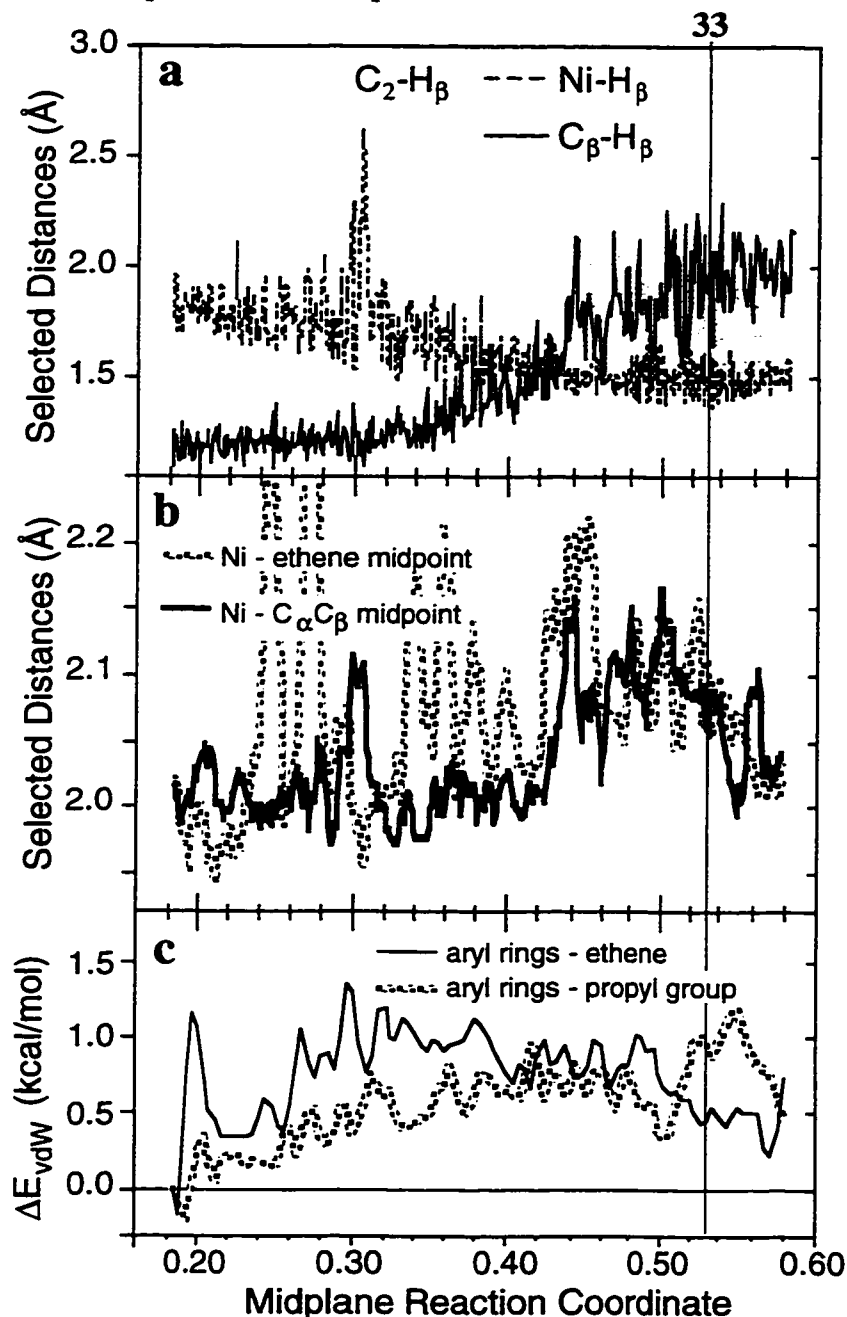 33
3.0
a
C₂-Hβ
Ni-Hβ
Cβ-Hβ
2.5
2.0
1.5
Selected Distances (Å)
b
2.2
Ni - ethene midpoint
Ni - CαCβ midpoint
2.1
2.0
Selected Distances (Å)
c
1.5
aryl rings - ethene
aryl rings - propyl group
1.0
0.5
0.0
ΔEvdW (kcal/mol)
0.20 0.30 0.40 0.50 0.60
Midplane Reaction Coordinate